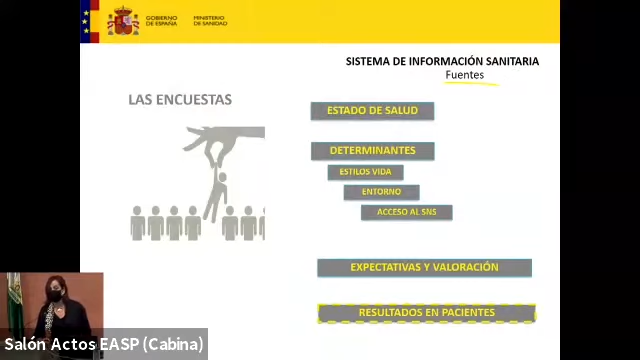 GOBIERNO
DE ESPAÑA
MINISTERIO
DE SANIDAD
SISTEMA DE INFORMACIÓN SANITARIA
Fuentes
LAS ENCUESTAS
ESTADO DE SALUD
DETERMINANTES
ESTILOS VIDA
ENTORNO
ACCESO AL SNS
EXPECTATIVAS Y VALORACIÓN
RESULTADOS EN PACIENTES
Salón Actos EASP (Cabina)